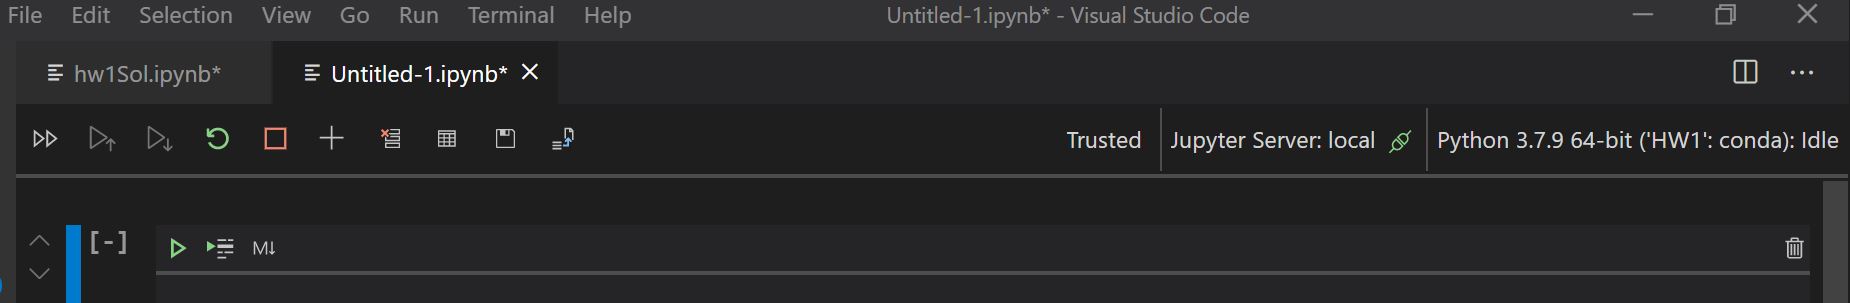 File Edit Selection View Go Run Terminal Help Untitled-1.ipynb* - Visual Studio Code
hw1Sol.ipynb* Untitled-1.ipynb*
Trusted Jupyter Server: local Python 3.7.9 64-bit ('HW1': conda): Idle
[-] M↓